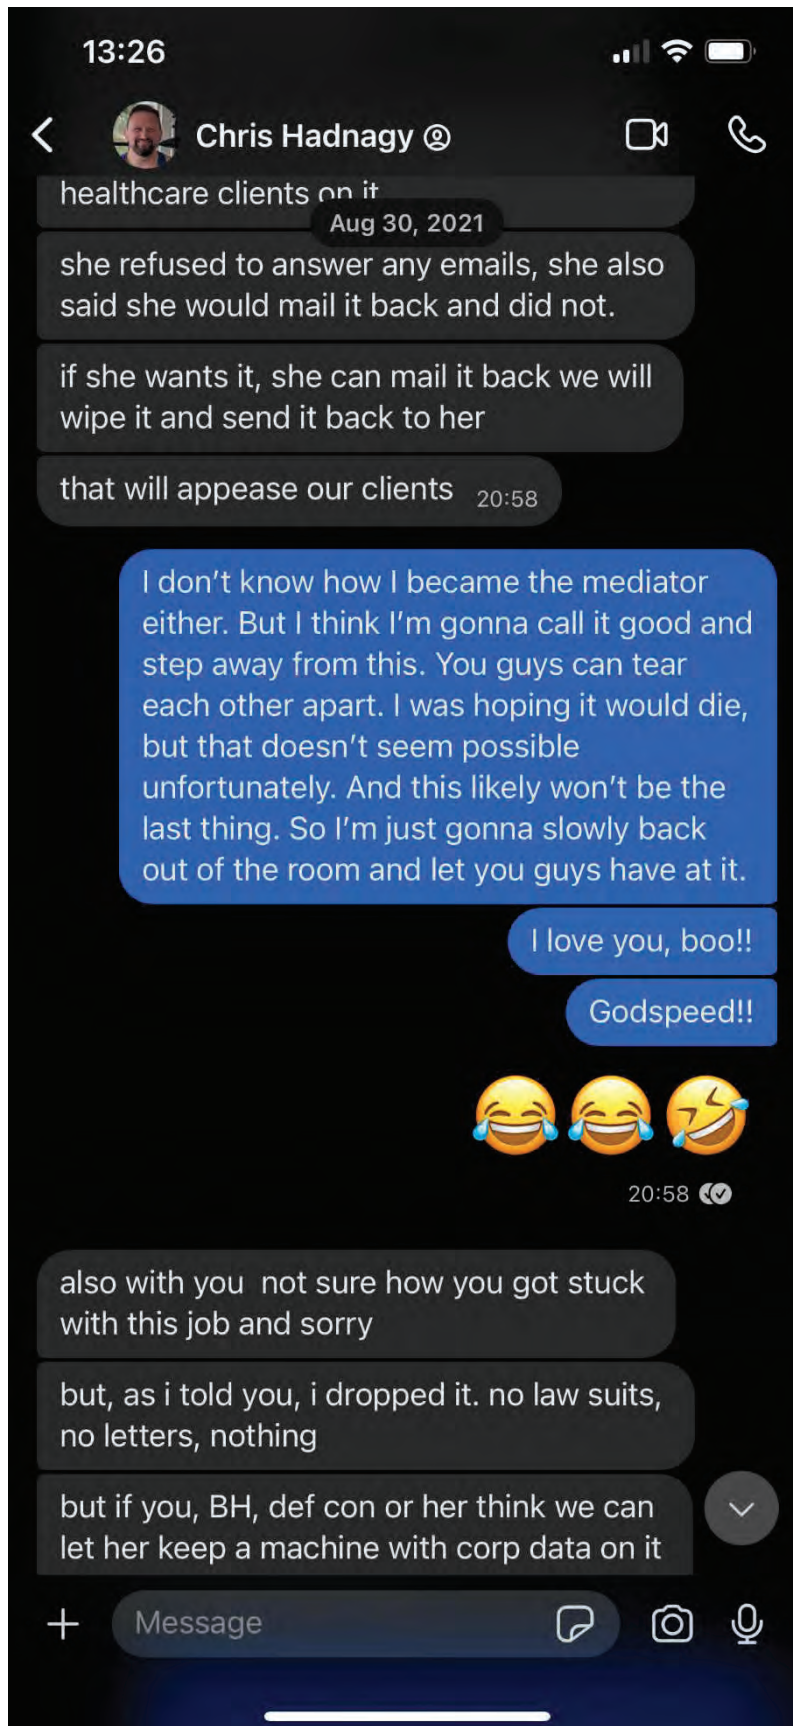 13:26
Chris Hadnagy
healthcare clients on it
Aug 30, 2021
she refused to answer any emails, she also
said she would mail it back and did not.
if she wants it, she can mail it back we will
wipe it and send it back to her
that will appease our clients 20:58
I don’t know how I became the mediator
either. But I think I’m gonna call it good and
step away from this. You guys can tear
each other apart. I was hoping it would die,
but that doesn’t seem possible
unfortunately. And this likely won’t be the
last thing. So I’m just gonna slowly back
out of the room and let you guys have at it.
I love you, boo!!
Godspeed!!
😂😂🤣
20:58
also with you  not sure how you got stuck
with this job and sorry
but, as i told you, i dropped it. no law suits,
no letters, nothing
but if you, BH, def con or her think we can
let her keep a machine with corp data on it
Message